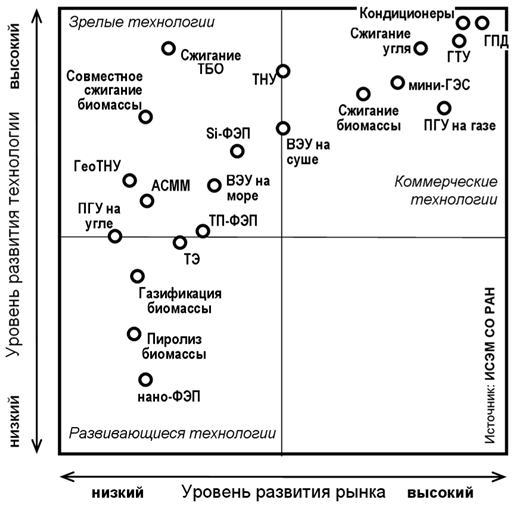 Зрелые технологии
Кондиционеры
Сжигание
угля
ГТУ
ГПД
Сжигание
ТБО
ТНУ
Совместное
сжигание
биомассы
мини-ГЭС
Сжигание
биомассы
ПГУ на газе
Si-ФЭП
ВЭУ на
суше
ГеоТНУ
АСММ
ВЭУ на
море
Коммерческие
технологии
ПГУ на
угле
ТП-ФЭП
ТЭ
Газификация
биомассы
Пиролиз
биомассы
нано-ФЭП
Развивающиеся технологии
Источник: ИСЭМ СО РАН
высокий
Уровень развития технологии
низкий
низкий
Уровень развития рынка
высокий